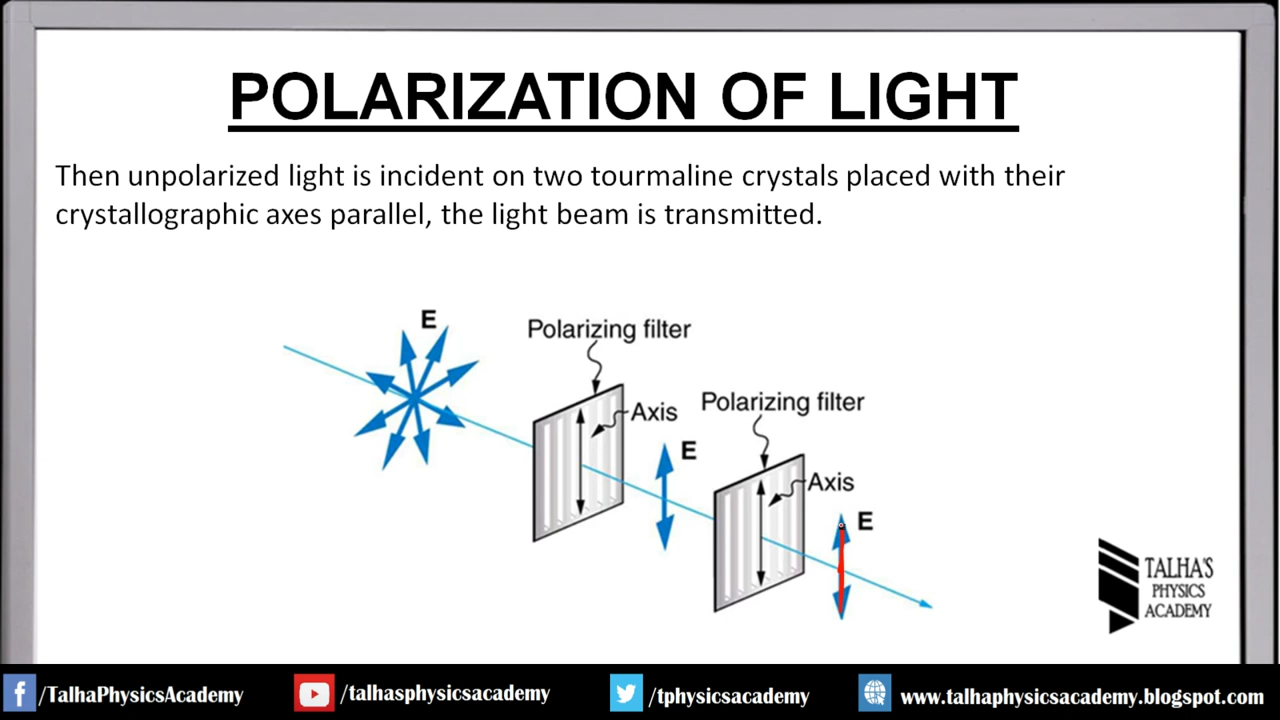 POLARIZATION OF LIGHT
Then unpolarized light is incident on two tourmaline crystals placed with their
crystallographic axes parallel, the light beam is transmitted.
E
Polarizing filter
Axis
E
Polarizing filter
Axis
E
TALHA'S
PHYSICS
ACADEMY
/TalhaPhysicsAcademy
/talhasphysicsacademy
/tphysicsacademy
www.talhaphysicsacademy.blogspot.com